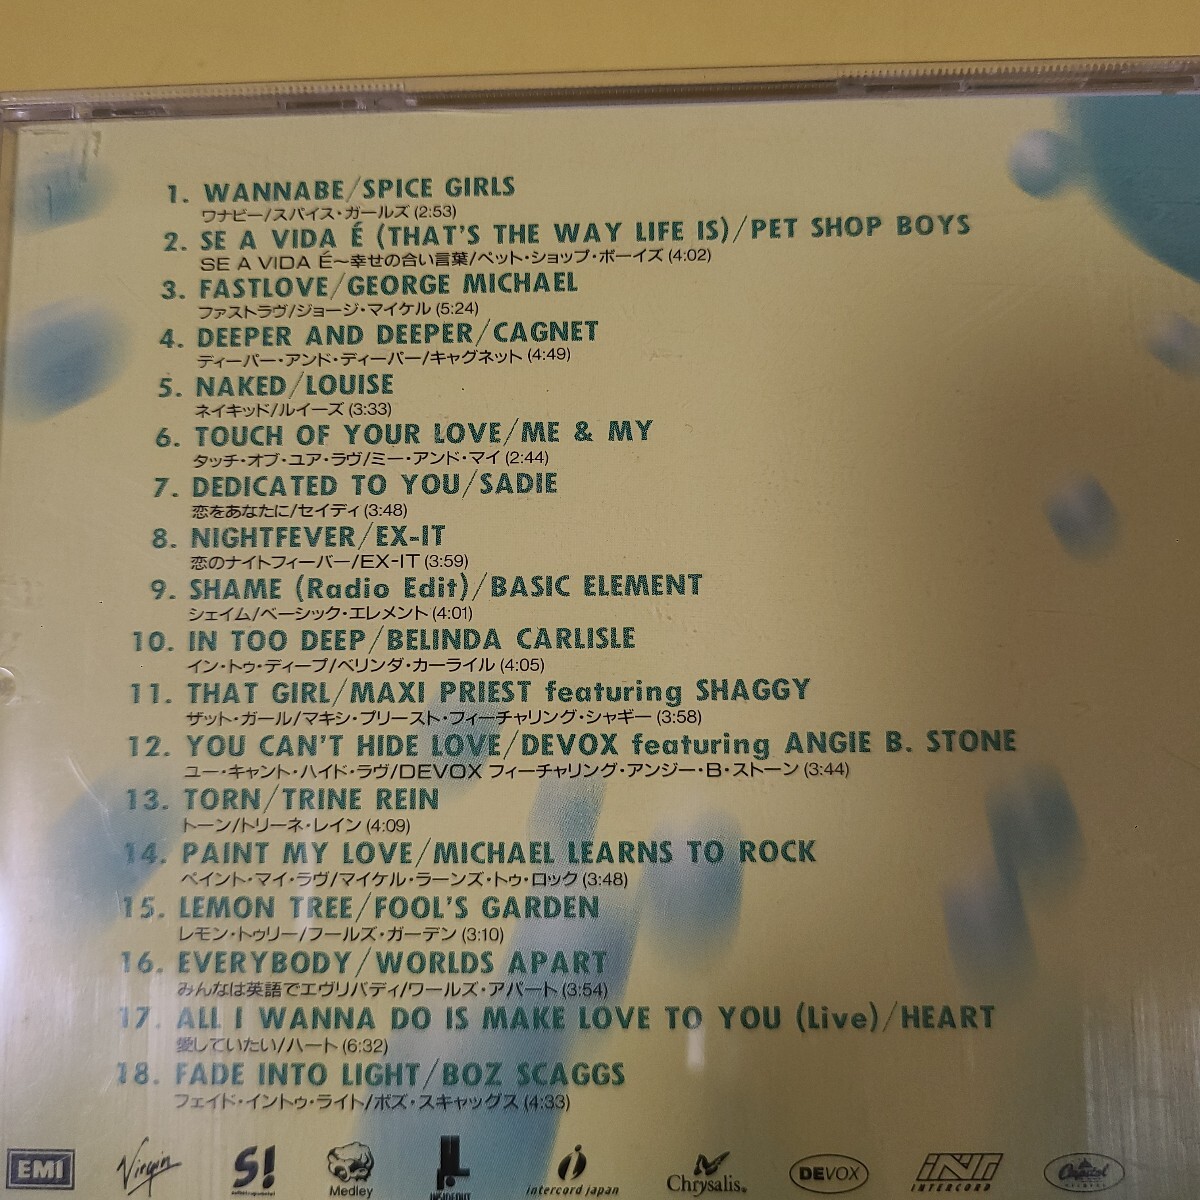 1. WANNABE/SPICE GIRLS
ワナビー/スパイス・ガールズ (2:53)
2. SE A VIDA É (THAT'S THE WAY LIFE IS)/PET SHOP BOYS
SE A VIDA É〜幸せの合い言葉/ペット・ショップ・ボーイズ (4:02)
3. FASTLOVE/GEORGE MICHAEL
ファストラヴ/ジョージ・マイケル (5:24)
4. DEEPER AND DEEPER/CAGNET
ディーパー・アンド・ディーパー/キャグネット (4:49)
5. NAKED/LOUISE
ネイキッド/ルイーズ (3:33)
6. TOUCH OF YOUR LOVE/ME & MY
タッチ・オブ・ユア・ラヴ/ミー・アンド・マイ (2:44)
7. DEDICATED TO YOU/SADIE
恋をあなたに/セイディ (3:48)
8. NIGHTFEVER/EX-IT
恋のナイトフィーバー/EX-IT (3:59)
9. SHAME (Radio Edit)/BASIC ELEMENT
シェイム/ベーシック・エレメント (4:01)
10. IN TOO DEEP/BELINDA CARLISLE
イン・トゥ・ディープ/ベリンダ・カーライル (4:05)
11. THAT GIRL/MAXI PRIEST featuring SHAGGY
ザット・ガール/マキシ・プリースト・フィーチャリング・シャギー (3:58)
12. YOU CAN'T HIDE LOVE/DEVOX featuring ANGIE B. STONE
ユー・キャント・ハイド・ラヴ/DEVOX フィーチャリング・アンジー・B・ストーン (3:44)
13. TORN/TRINE REIN
トーン/トリーネ・レイン (4:09)
14. PAINT MY LOVE/MICHAEL LEARNS TO ROCK
ペイント・マイ・ラヴ/マイケル・ラーンズ・トゥ・ロック (3:48)
15. LEMON TREE/FOOL'S GARDEN
レモン・トゥリー/フールズ・ガーデン (3:10)
16. EVERYBODY/WORLDS APART
みんなは英語でエヴリバディ/ワールズ・アパート (3:54)
17. ALL I WANNA DO IS MAKE LOVE TO YOU (Live)/HEART
愛していたい/ハート (6:32)
18. FADE INTO LIGHT/BOZ SCAGGS
フェイド・イントゥ・ライト/ボズ・スキャッグス (4:33)
EMI Virgin S! Medley INSIDEOUT intercord japan Chrysalis® DEVOX INT INTERCORD Capitol